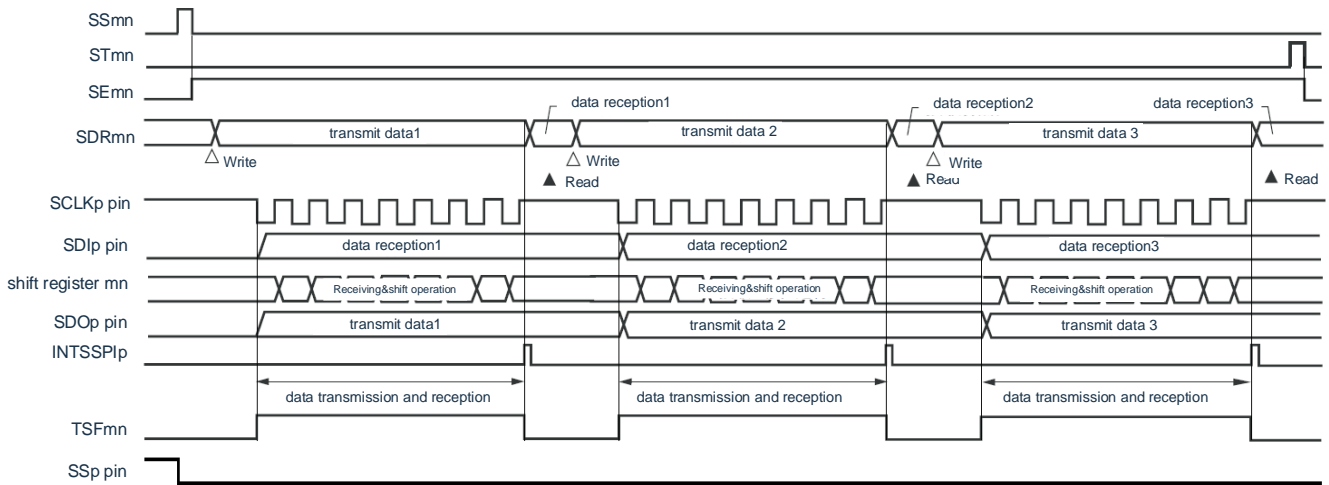 SSmn
STmn
SEmn
data reception1 data reception2 data reception3
SDRmn transmit data1 transmit data 2 transmit data 3
Write Write Write
Read Read Read
SCLKp pin
SDIp pin data reception1 data reception2 data reception3
shift register mn Receiving&shift operation Receiving&shift operation Receiving&shift operation
SDOp pin transmit data1 transmit data 2 transmit data 3
INTSSPIp
data transmission and reception data transmission and reception data transmission and reception
TSFmn
SSp pin